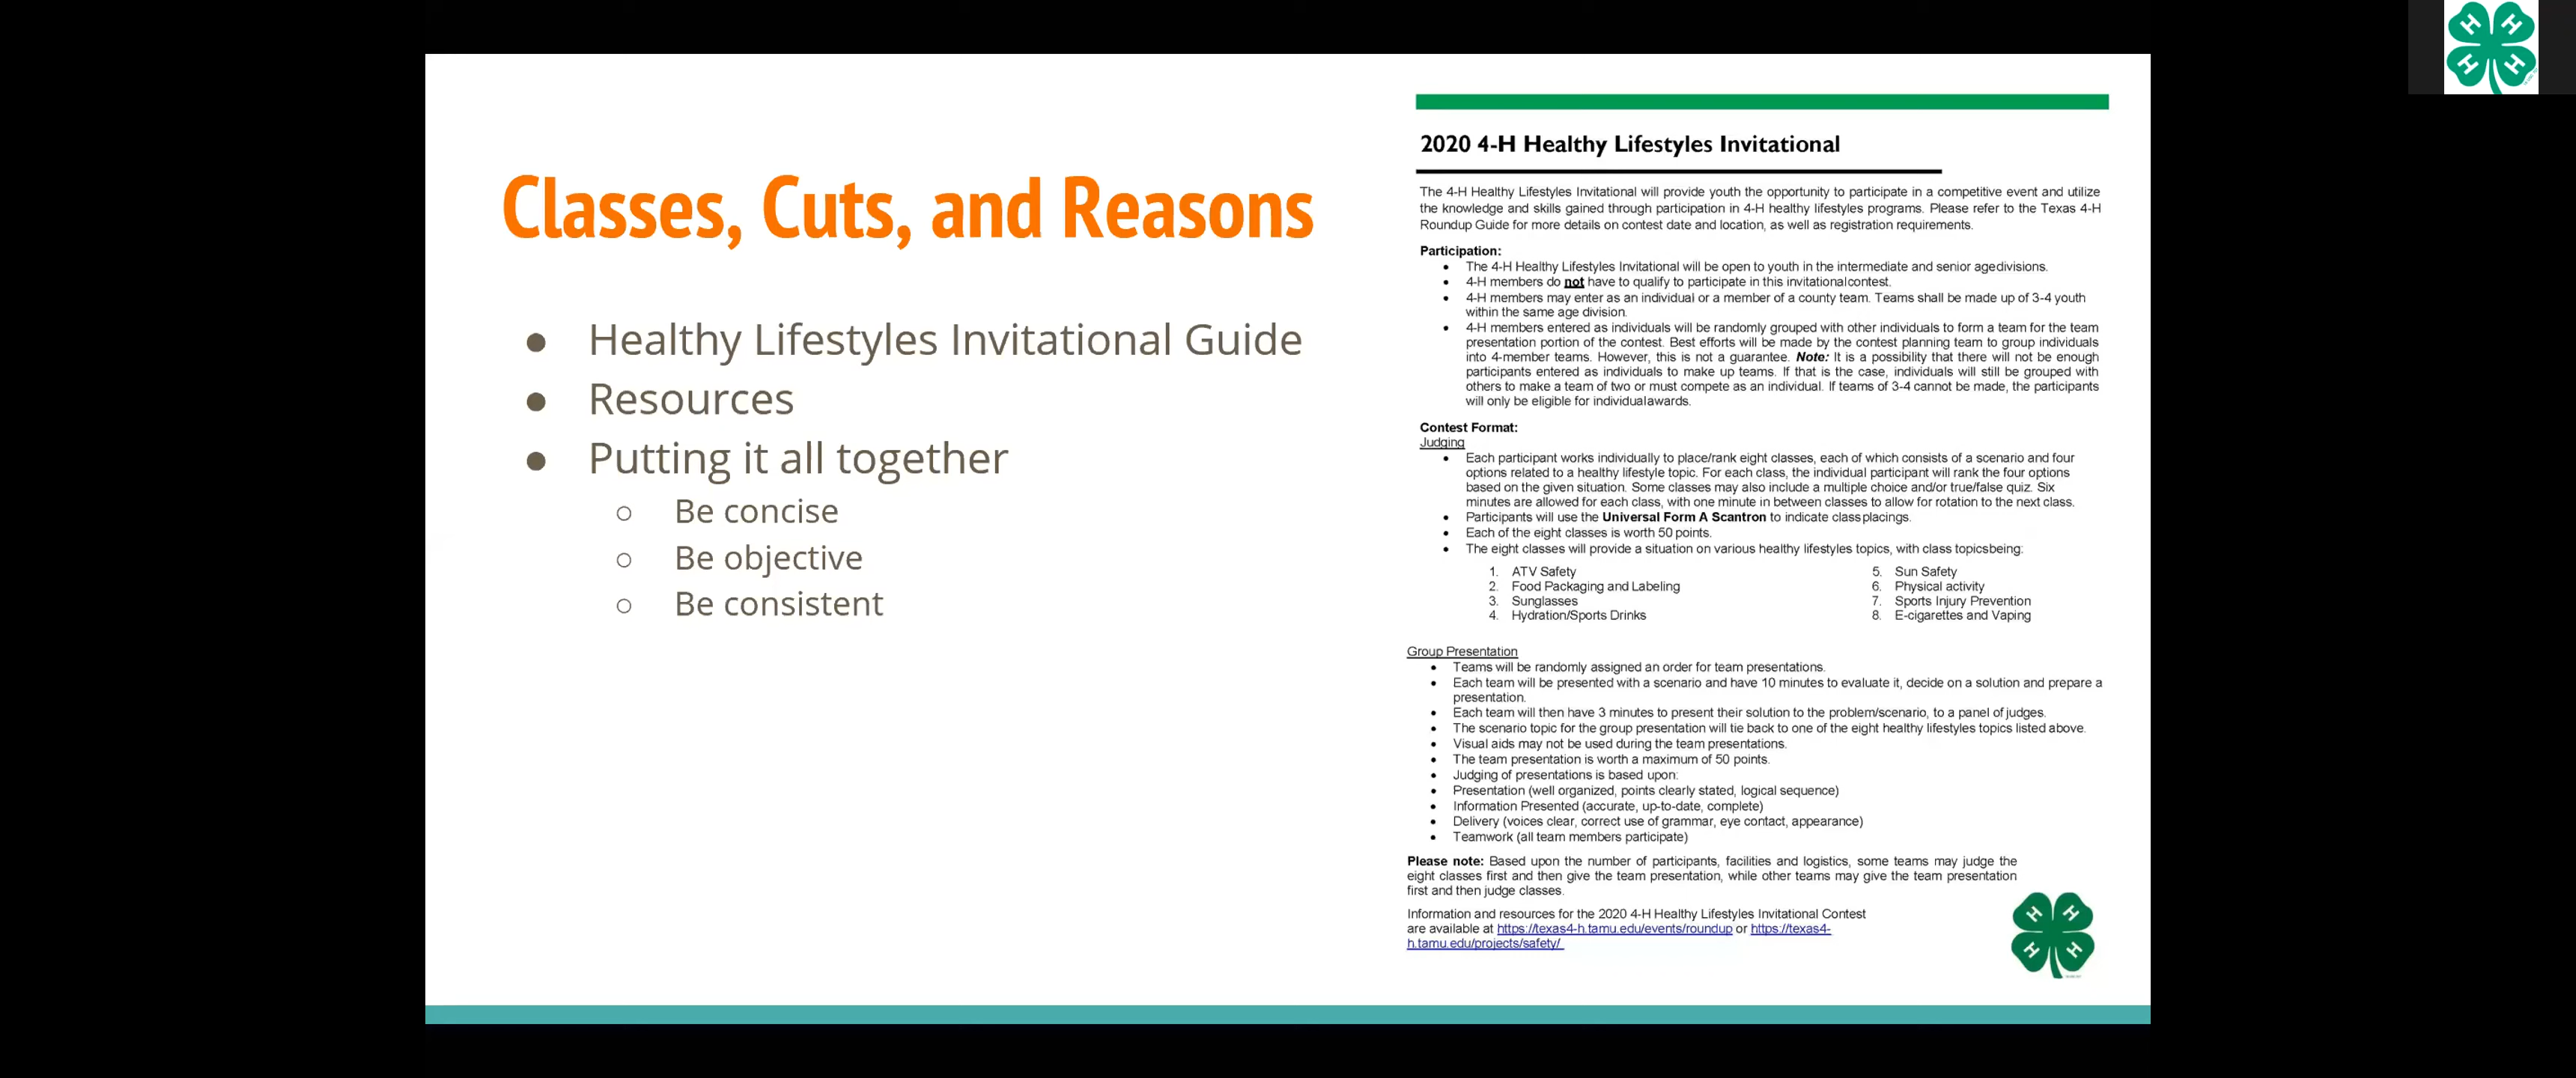 Classes, Cuts, and Reasons
● Healthy Lifestyles Invitational Guide
● Resources
● Putting it all together
○ Be concise
○ Be objective
○ Be consistent
2020 4-H Healthy Lifestyles Invitational
The 4-H Healthy Lifestyles Invitational will provide youth the opportunity to participate in a competitive event and utilize
the knowledge and skills gained through participation in 4-H healthy lifestyles programs. Please refer to the Texas 4-H
Roundup Guide for more details on contest date and location, as well as registration requirements.
Participation:
• The 4-H Healthy Lifestyles Invitational will be open to youth in the intermediate and senior agedivisions.
• 4-H members do not have to qualify to participate in this invitationalcontest.
• 4-H members may enter as an individual or a member of a county team. Teams shall be made up of 3-4 youth
within the same age division.
• 4-H members entered as individuals will be randomly grouped with other individuals to form a team for the team
presentation portion of the contest. Best efforts will be made by the contest planning team to group individuals
into 4-member teams. However, this is not a guarantee. Note: It is a possibility that there will not be enough
participants entered as individuals to make up teams. If that is the case, individuals will still be grouped with
others to make a team of two or must compete as an individual. If teams of 3-4 cannot be made, the participants
will only be eligible for individualawards.
Contest Format:
Judging
• Each participant works individually to place/rank eight classes, each of which consists of a scenario and four
options related to a healthy lifestyle topic. For each class, the individual participant will rank the four options
based on the given situation. Some classes may also include a multiple choice and/or true/false quiz. Six
minutes are allowed for each class, with one minute in between classes to allow for rotation to the next class.
• Participants will use the Universal Form A Scantron to indicate classplacings.
• Each of the eight classes is worth 50 points.
• The eight classes will provide a situation on various healthy lifestyles topics, with class topicsbeing:
1. ATV Safety
2. Food Packaging and Labeling
3. Sunglasses
4. Hydration/Sports Drinks
5. Sun Safety
6. Physical activity
7. Sports Injury Prevention
8. E-cigarettes and Vaping
Group Presentation
• Teams will be randomly assigned an order for team presentations.
• Each team will be presented with a scenario and have 10 minutes to evaluate it, decide on a solution and prepare a
presentation.
• Each team will then have 3 minutes to present their solution to the problem/scenario, to a panel of judges.
• The scenario topic for the group presentation will tie back to one of the eight healthy lifestyles topics listed above.
• Visual aids may not be used during the team presentations.
• The team presentation is worth a maximum of 50 points.
• Judging of presentations is based upon:
• Presentation (well organized, points clearly stated, logical sequence)
• Information Presented (accurate, up-to-date, complete)
• Delivery (voices clear, correct use of grammar, eye contact, appearance)
• Teamwork (all team members participate)
Please note: Based upon the number of participants, facilities and logistics, some teams may judge the
eight classes first and then give the team presentation, while other teams may give the team presentation
first and then judge classes.
Information and resources for the 2020 4-H Healthy Lifestyles Invitational Contest
are available at https://texas4-h.tamu.edu/events/roundup or https://texas4-
h.tamu.edu/projects/safety/
H H
H H
H H
H H